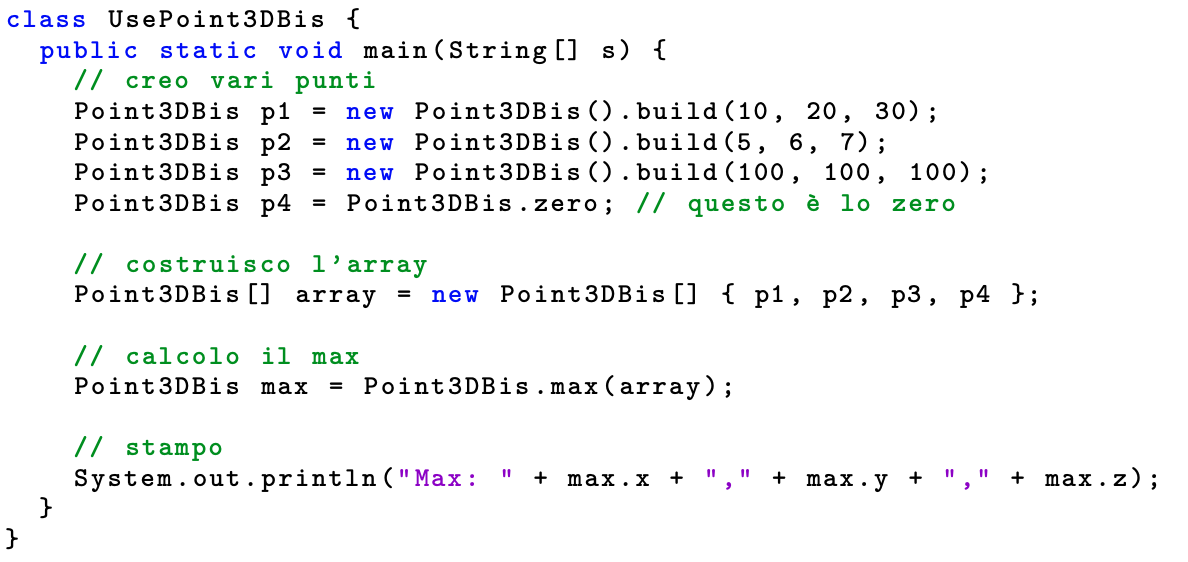 class UsePoint3DBis {
  public static void main(String[] s) {
    // creo vari punti
    Point3DBis p1 = new Point3DBis().build(10, 20, 30);
    Point3DBis p2 = new Point3DBis().build(5, 6, 7);
    Point3DBis p3 = new Point3DBis().build(100, 100, 100);
    Point3DBis p4 = Point3DBis.zero; // questo è lo zero

    // costruisco l'array
    Point3DBis[] array = new Point3DBis[] { p1, p2, p3, p4 };

    // calcolo il max
    Point3DBis max = Point3DBis.max(array);

    // stampo
    System.out.println("Max: " + max.x + "," + max.y + "," + max.z);
  }
}